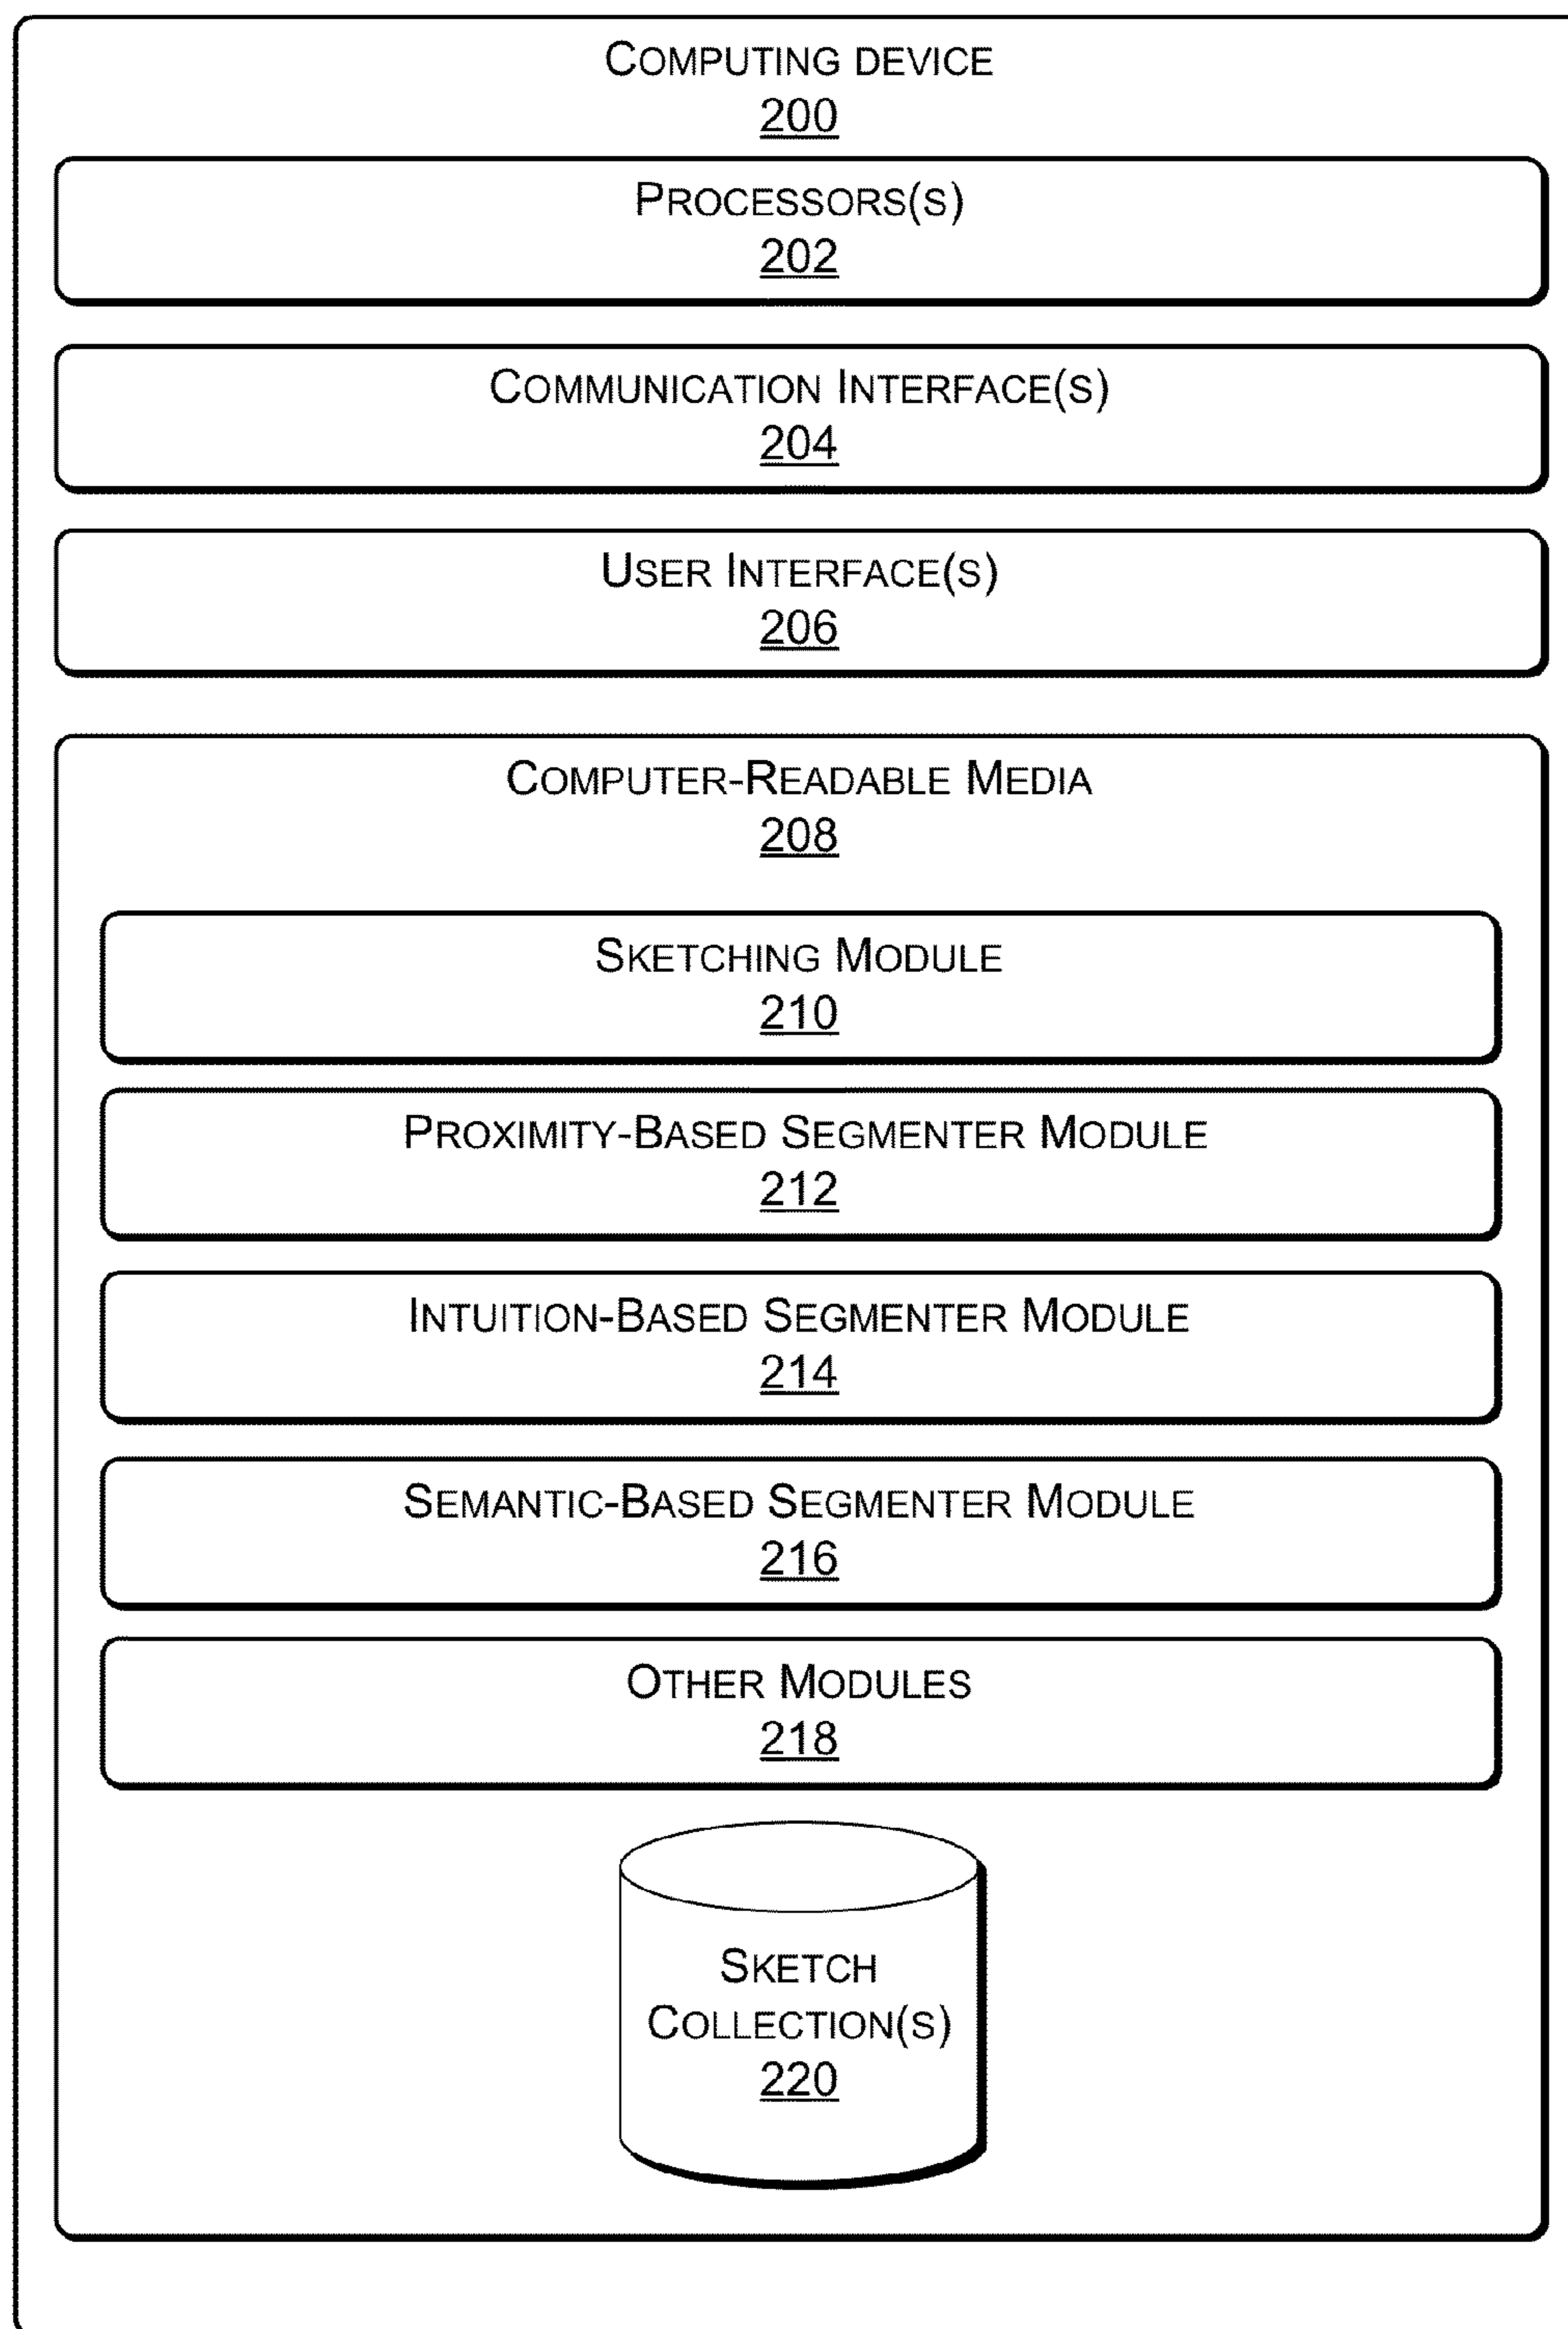 Computing device
200
Processors(s)
202
Communication Interface(s)
204
User Interface(s)
206
Computer-Readable Media
208
Sketching Module
210
Proximity-Based Segmenter Module
212
Intuition-Based Segmenter Module
214
Semantic-Based Segmenter Module
216
Other Modules
218
Sketch
Collection(s)
220